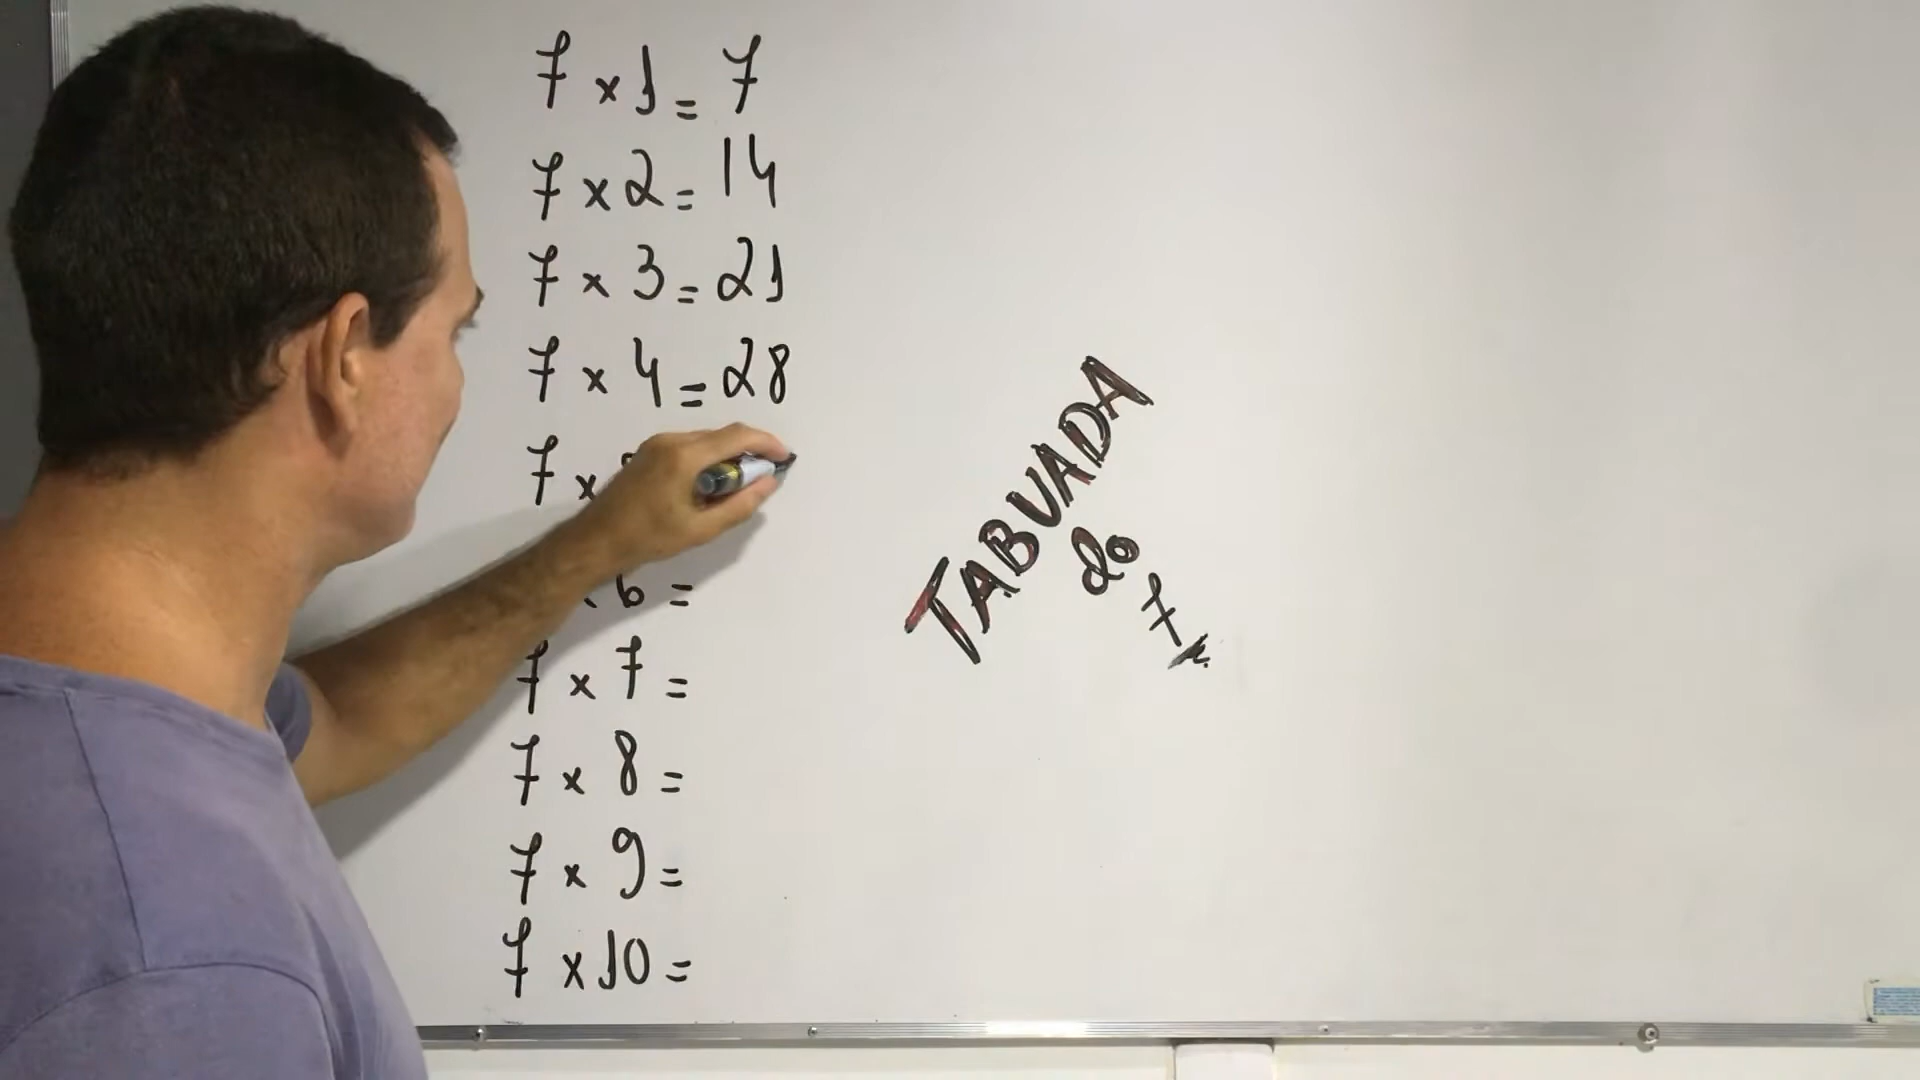 7 x 1 = 7
7 x 2 = 14
7 x 3 = 21
7 x 4 = 28
7 x
x 6 =
7 x 7 =
7 x 8 =
7 x 9 =
7 x 10 =
TABUADA
do
7